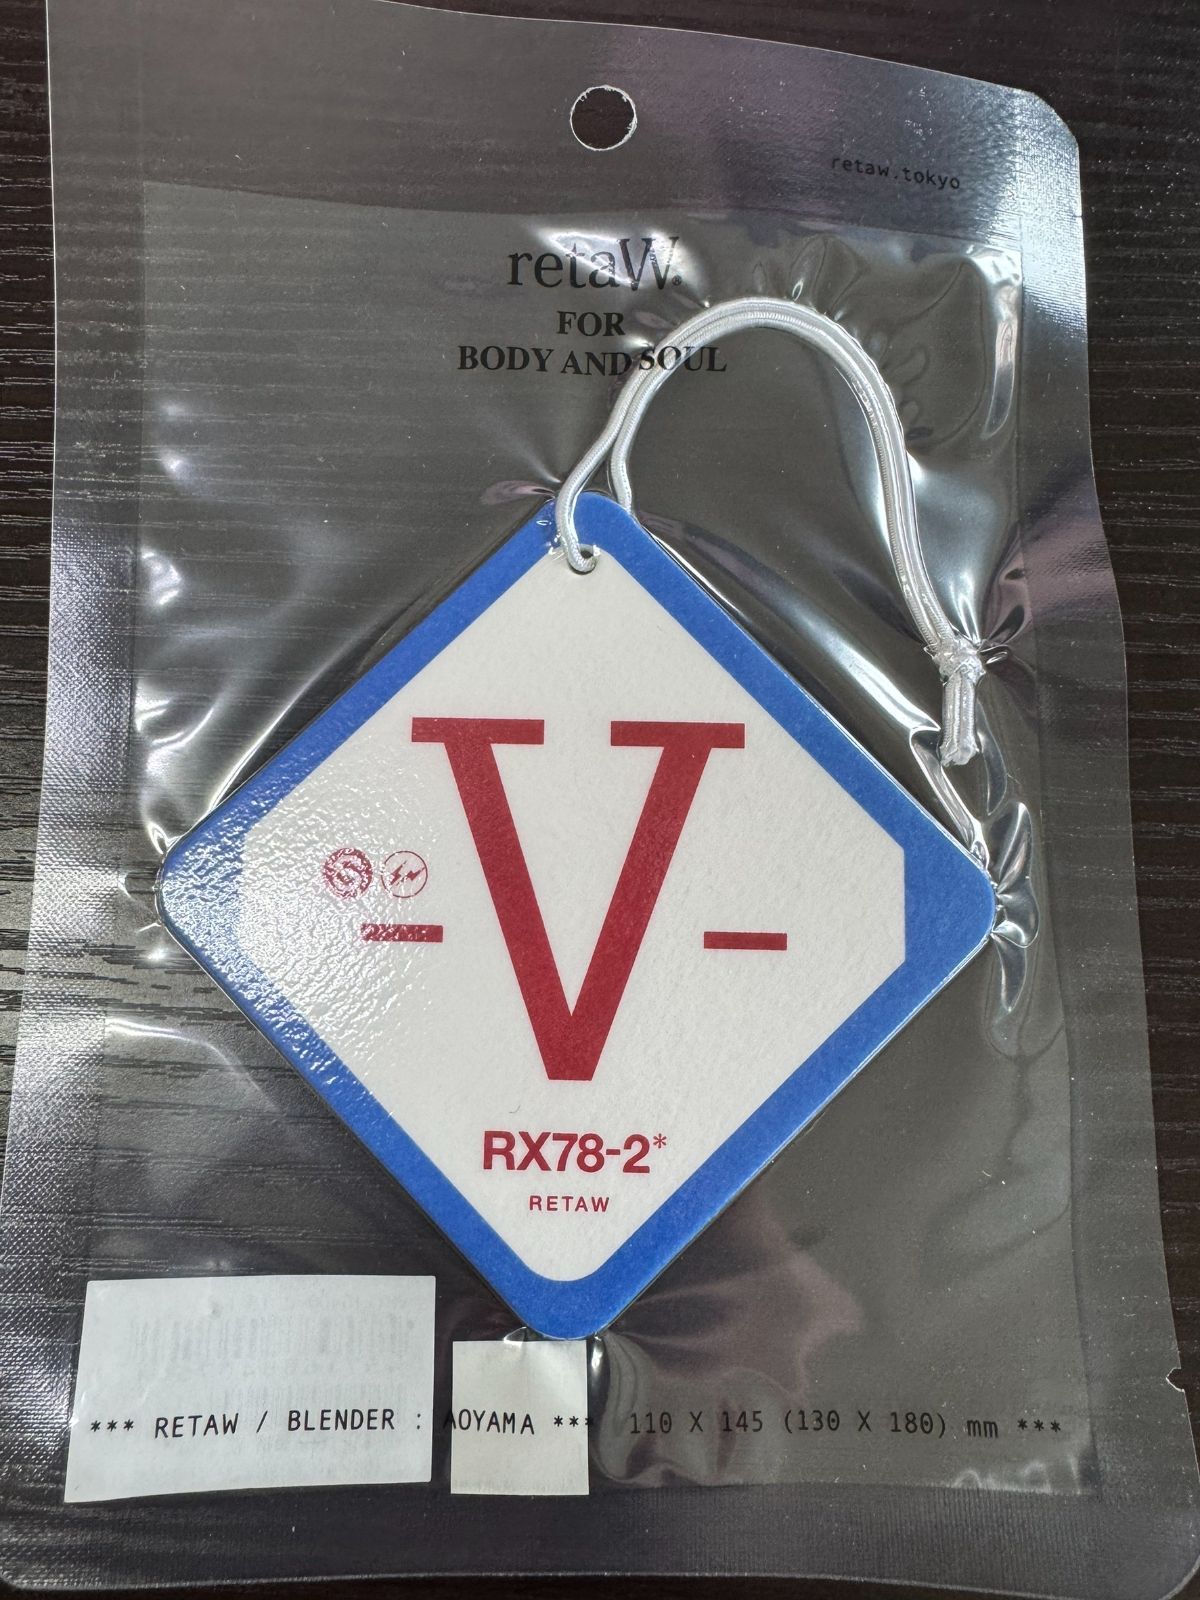 retaw.tokyo
retaW®
FOR
BODY AND SOUL
-V-
RX78-2*
RETAW
*** RETAW / BLENDER : AOYAMA *** 110 X 145 (130 X 180) mm ***